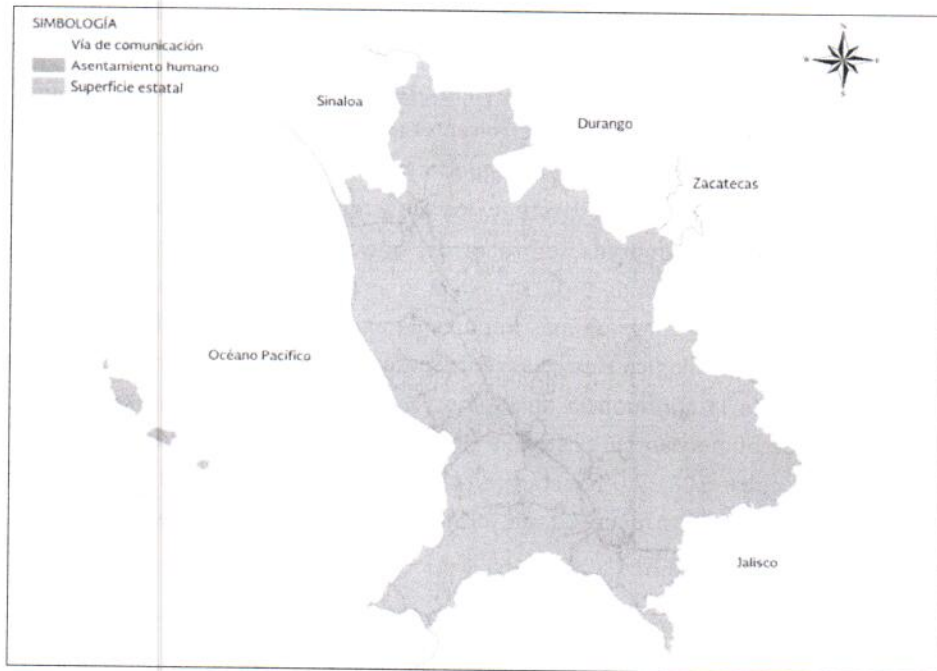 SIMBOLOGÍA
Vía de comunicación
Asentamiento humano
Superficie estatal
N
E
S
Sinaloa
Durango
Zacatecas
Océano Pacífico
Jalisco